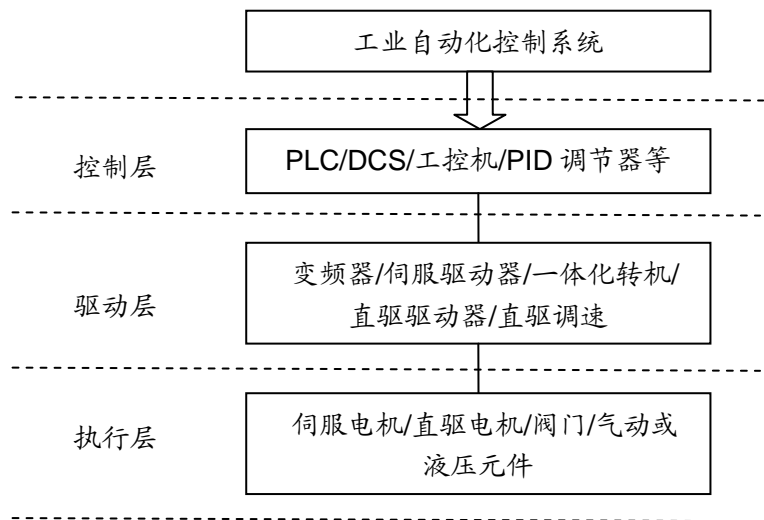 工业自动化控制系统
控制层
PLC/DCS/工控机/PID 调节器等
驱动层
变频器/伺服驱动器/一体化转机/
直驱驱动器/直驱调速
执行层
伺服电机/直驱电机/阀门/气动或
液压元件